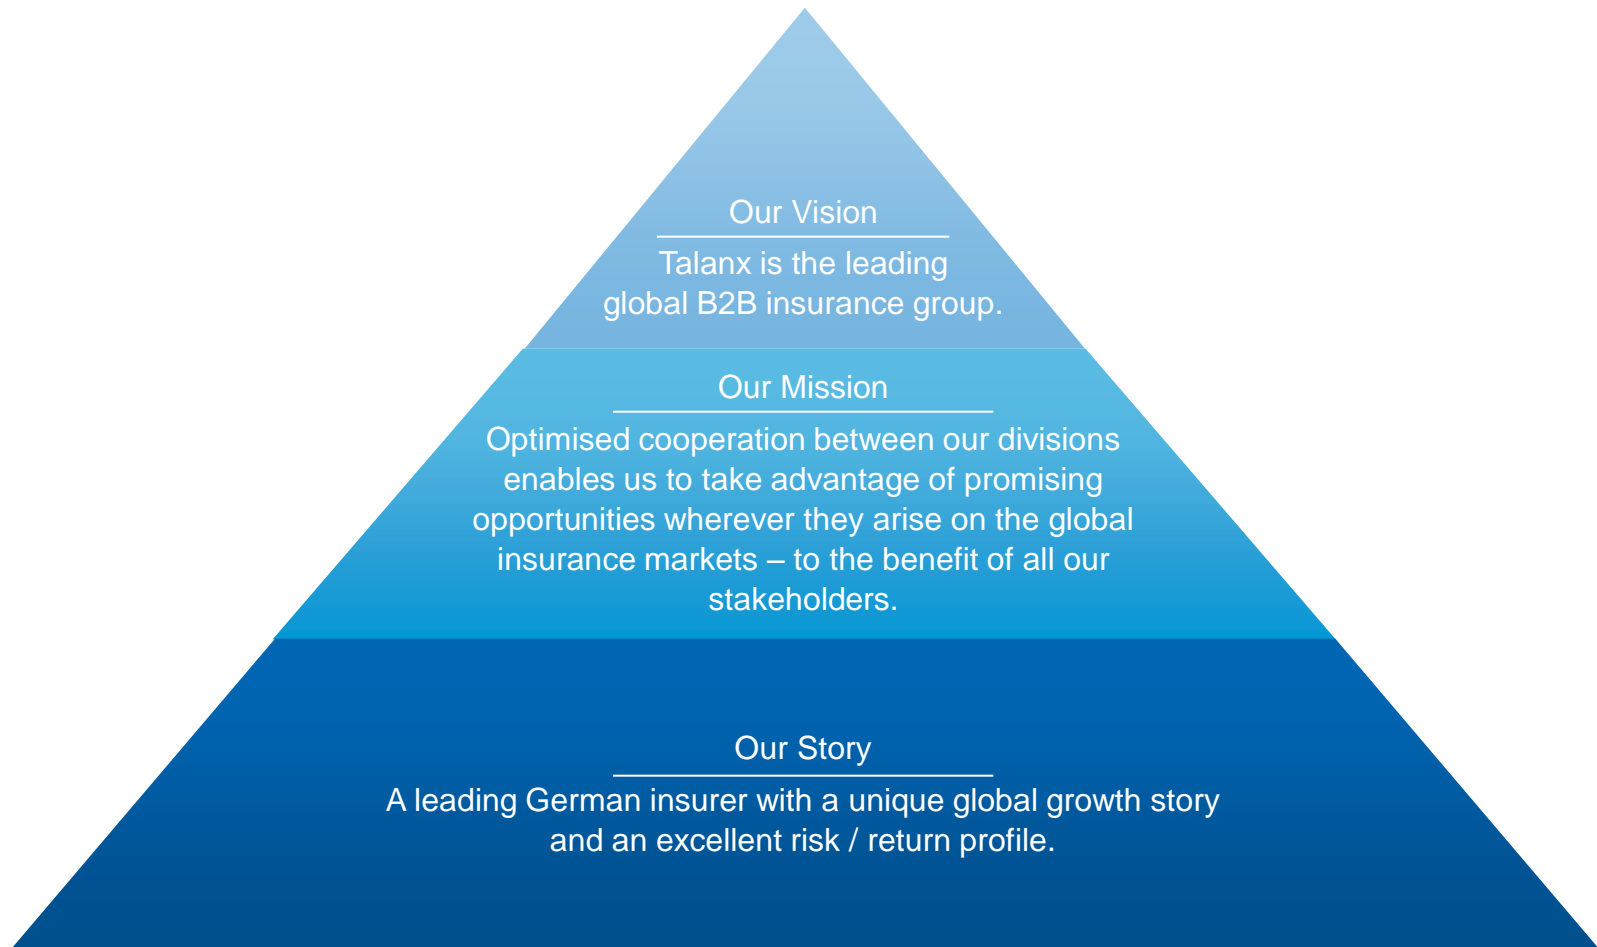 Our Vision
Talanx is the leading
global B2B insurance group.
Our Mission
Optimised cooperation between our divisions
enables us to take advantage of promising
opportunities wherever they arise on the global
insurance markets – to the benefit of all our
stakeholders.
Our Story
A leading German insurer with a unique global growth story
and an excellent risk / return profile.